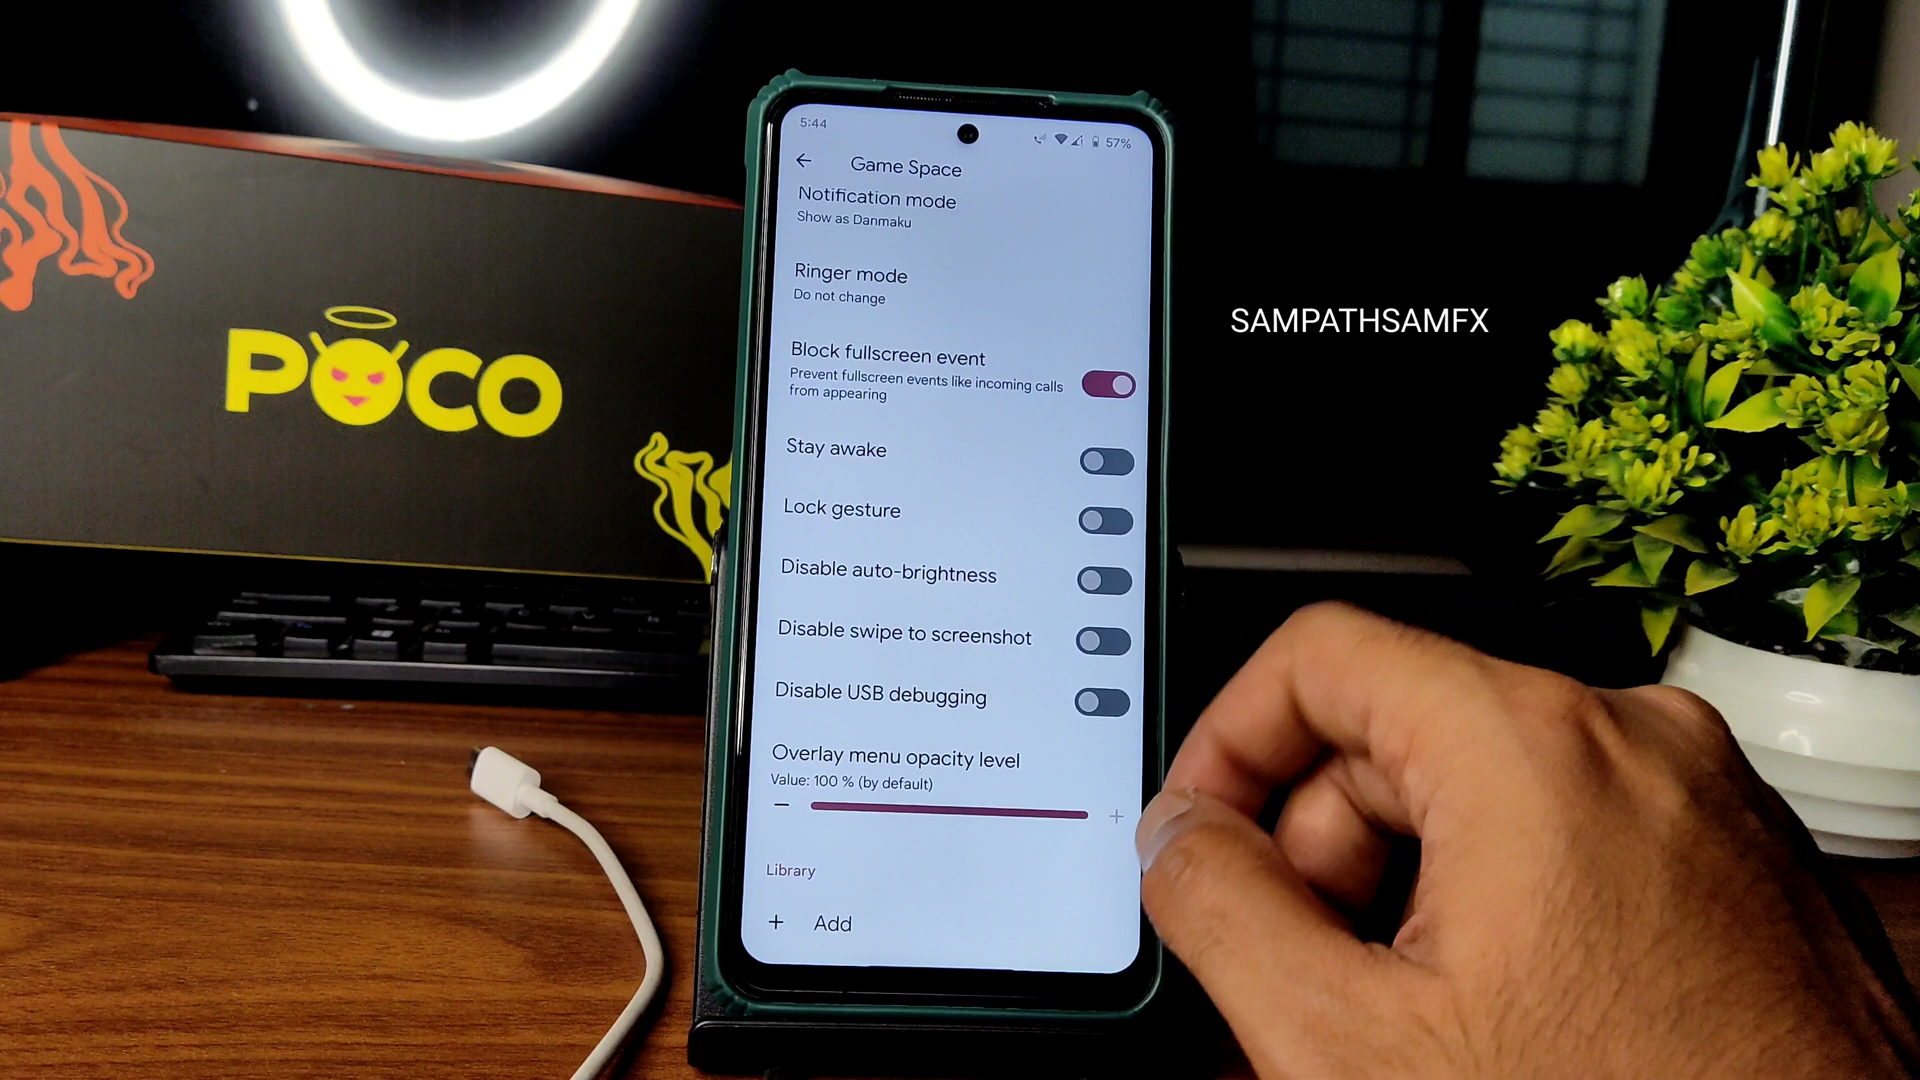 POCO
5:44
57%
Game Space
Notification mode
Show as Danmaku
Ringer mode
Do not change
Block fullscreen event
Prevent fullscreen events like incoming calls
from appearing
Stay awake
Lock gesture
Disable auto-brightness
Disable swipe to screenshot
Disable USB debugging
Overlay menu opacity level
Value: 100 % (by default)
Library
+ Add
SAMPATHSAMFX